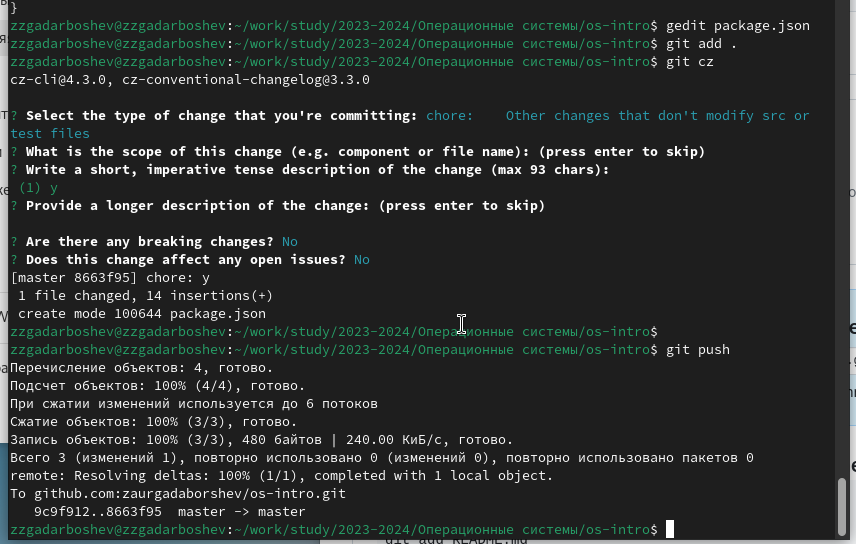 }
zzgadarboshev@zzgadarboshev:~/work/study/2023-2024/Операционные системы/os-intro$ gedit package.json
zzgadarboshev@zzgadarboshev:~/work/study/2023-2024/Операционные системы/os-intro$ git add .
zzgadarboshev@zzgadarboshev:~/work/study/2023-2024/Операционные системы/os-intro$ git cz
cz-cli@4.3.0, cz-conventional-changelog@3.3.0
? Select the type of change that you're committing: chore:    Other changes that don't modify src or
test files
? What is the scope of this change (e.g. component or file name): (press enter to skip)
? Write a short, imperative tense description of the change (max 93 chars):
 (1) y
? Provide a longer description of the change: (press enter to skip)
? Are there any breaking changes? No
? Does this change affect any open issues? No
[master 8663f95] chore: y
 1 file changed, 14 insertions(+)
 create mode 100644 package.json
zzgadarboshev@zzgadarboshev:~/work/study/2023-2024/Операционные системы/os-intro$
zzgadarboshev@zzgadarboshev:~/work/study/2023-2024/Операционные системы/os-intro$ git push
Перечисление объектов: 4, готово.
Подсчет объектов: 100% (4/4), готово.
При сжатии изменений используется до 6 потоков
Сжатие объектов: 100% (3/3), готово.
Запись объектов: 100% (3/3), 480 байтов | 240.00 КиБ/с, готово.
Всего 3 (изменений 1), повторно использовано 0 (изменений 0), повторно использовано пакетов 0
remote: Resolving deltas: 100% (1/1), completed with 1 local object.
To github.com:zaurgadaborshev/os-intro.git
   9c9f912..8663f95  master -> master
zzgadarboshev@zzgadarboshev:~/work/study/2023-2024/Операционные системы/os-intro$